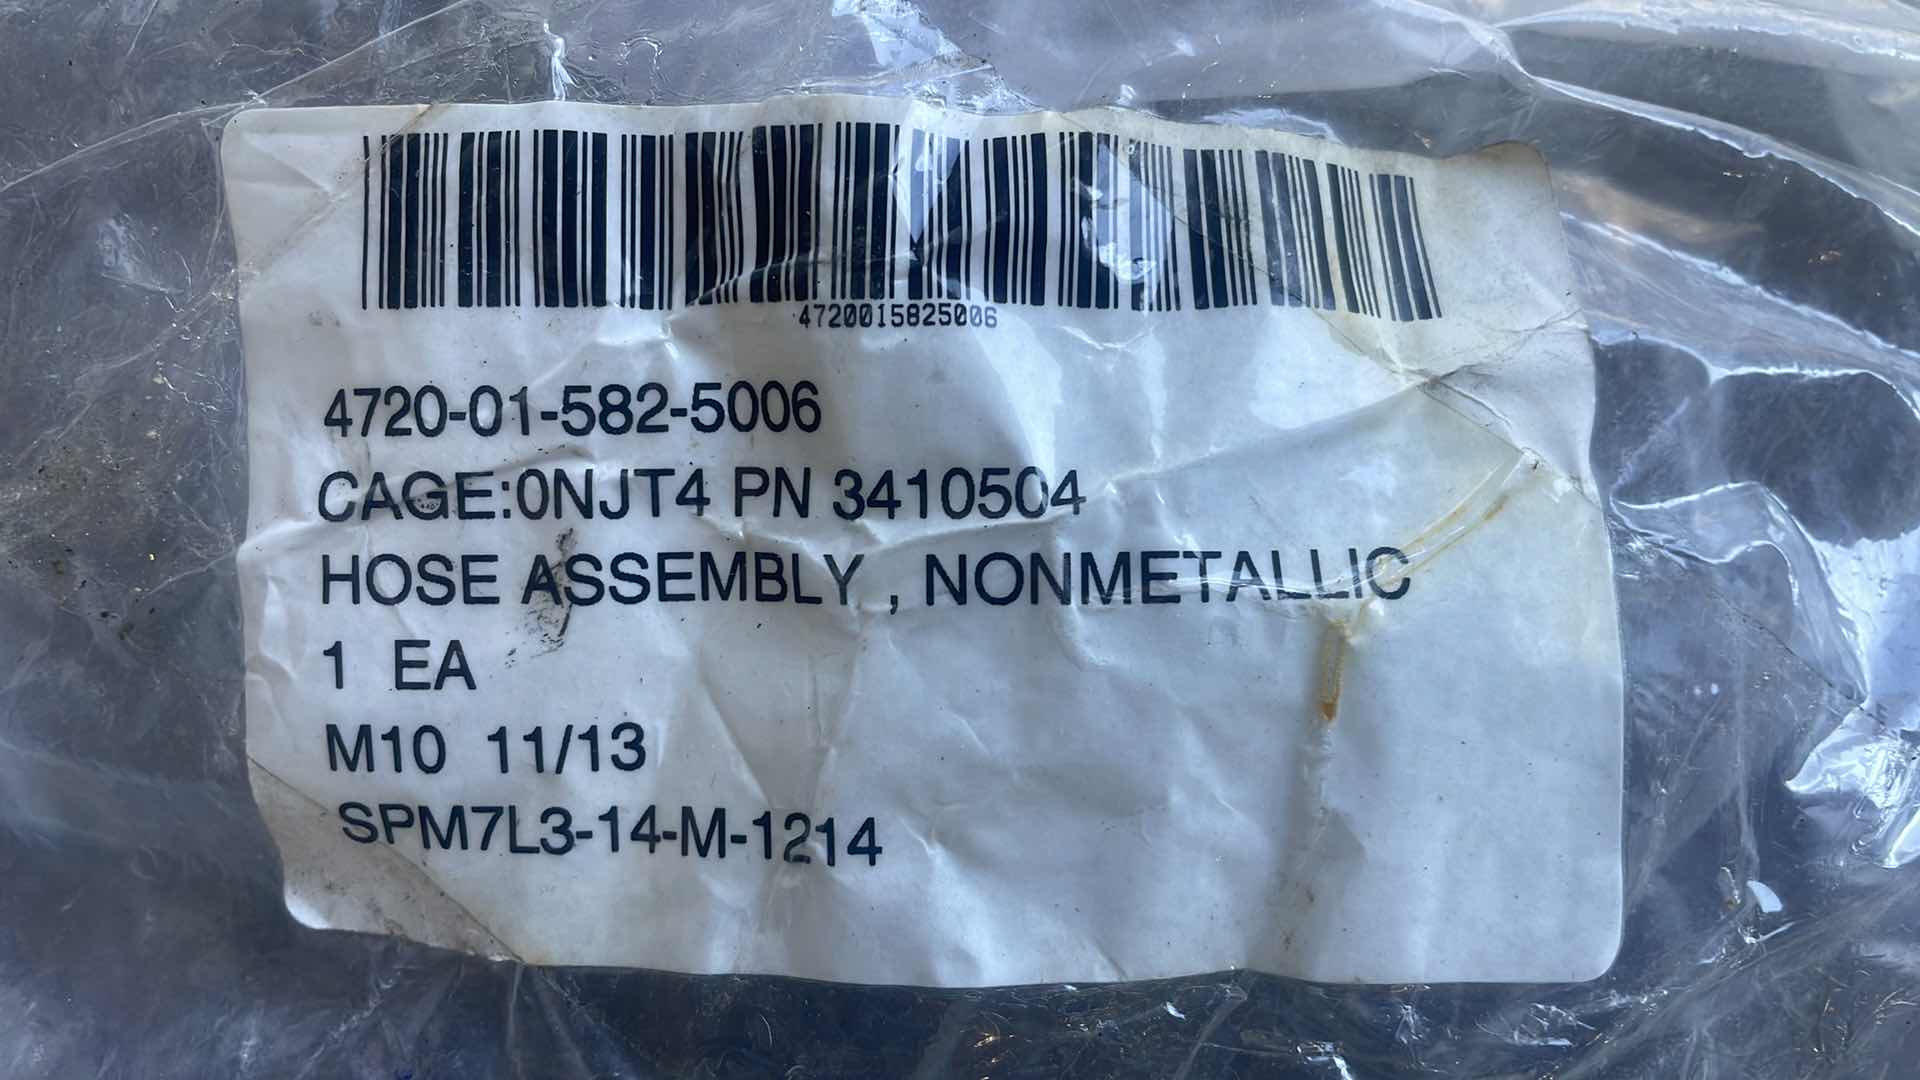 4720015825006
4720-01-582-5006
CAGE:0NJT4 PN 3410504
HOSE ASSEMBLY , NONMETALLIC
1 EA
M10 11/13
SPM7L3-14-M-1214